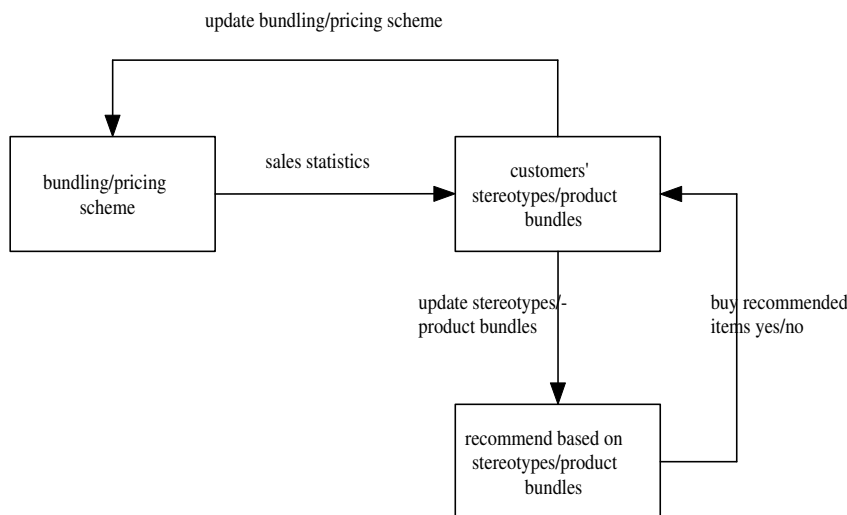 update bundling/pricing scheme
sales statistics
bundling/pricing
scheme
customers'
stereotypes/product
bundles
update stereotypes/-
product bundles
buy recommended
items yes/no
recommend based on
stereotypes/product
bundles